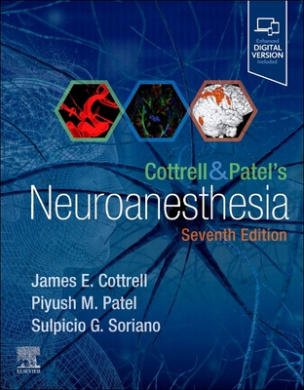 Enhanced
DIGITAL
VERSION
Included
Cottrell&Patel's
Neuroanesthesia
Seventh Edition
James E. Cottrell
Piyush M. Patel
Sulpicio G. Soriano
ELSEVIER